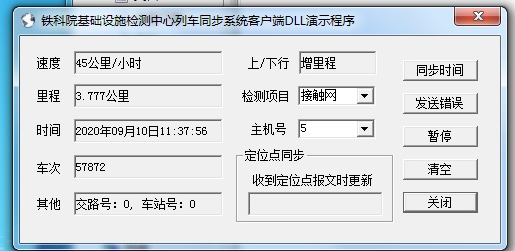 铁科院基础设施检测中心列车同步系统客户端DLL演示程序
速度 45公里/小时 上/下行 增里程 同步时间
里程 3.777公里 检测项目 接触网 发送错误
时间 2020年09月10日11:37:56 主机号 5 暂停
车次 57872 定位点同步 清空
收到定位点报文时更新
其他 交路号: 0, 车站号: 0 关闭